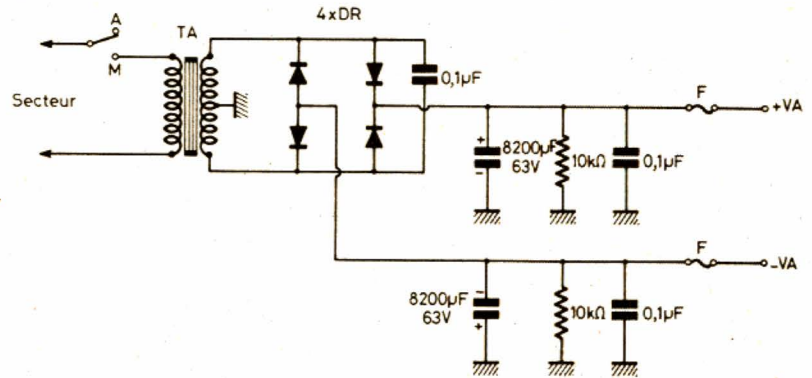 4xDR
A
TA
M
0,1µF
Secteur
F
+VA
+
8200µF
63V
-
10kΩ
0,1µF
F
-VA
-
8200µF
63V
+
10kΩ
0,1µF